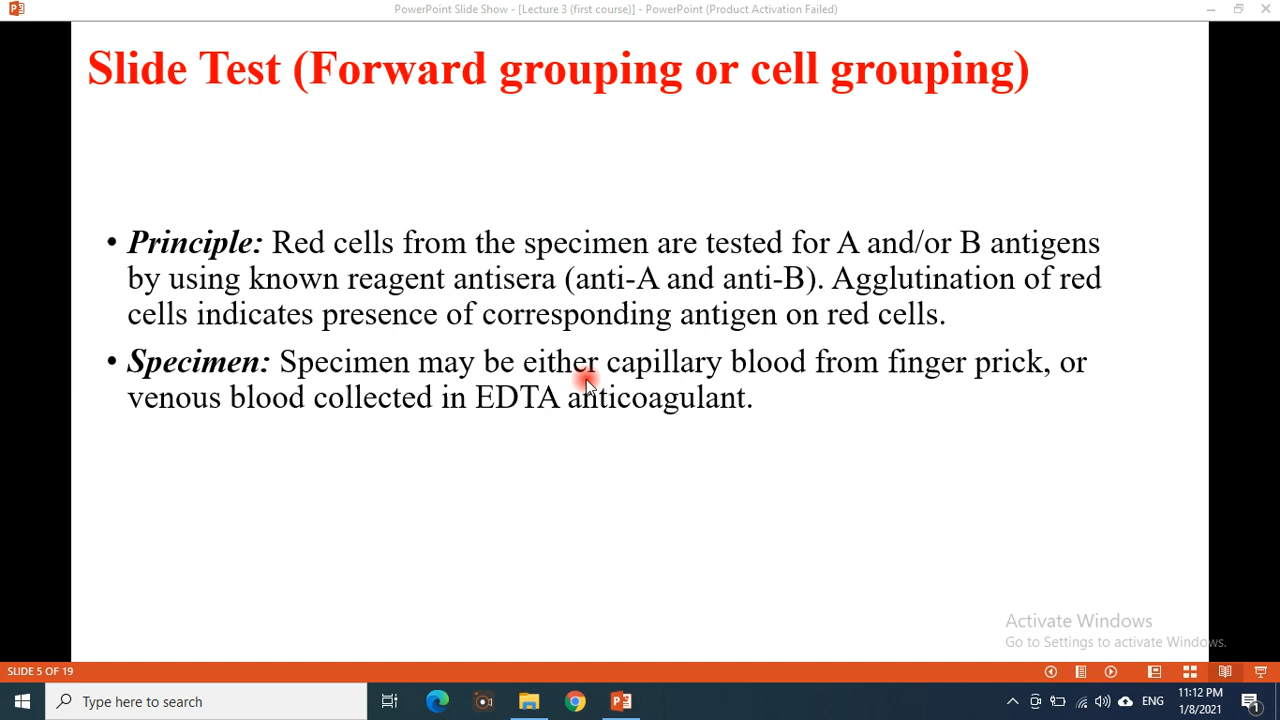 PowerPoint Slide Show - [Lecture 3 (first course)] - PowerPoint (Product Activation Failed)
Slide Test (Forward grouping or cell grouping)
• Principle: Red cells from the specimen are tested for A and/or B antigens
by using known reagent antisera (anti-A and anti-B). Agglutination of red
cells indicates presence of corresponding antigen on red cells.
• Specimen: Specimen may be either capillary blood from finger prick, or
venous blood collected in EDTA anticoagulant.
Activate Windows
Go to Settings to activate Windows.
SLIDE 5 OF 19
Type here to search
ENG
11:12 PM
1/8/2021
1